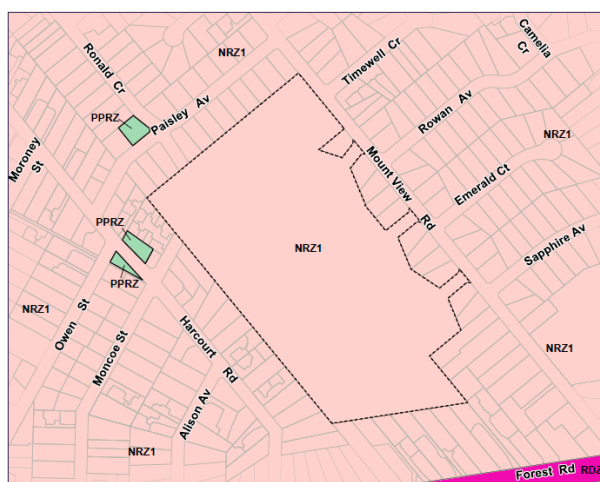 Ronald Cr
NRZ1
Timewell Cr
Camelia Cr
PPRZ
Paisley Av
Rowan Av
Moroney St
Mount View Rd
NRZ1
Emerald Ct
PPRZ
NRZ1
Sapphire Av
PPRZ
NRZ1
Owen St
Moncoe St
Harcourt Rd
NRZ1
Alison Av
NRZ1
Forest Rd
RDZ